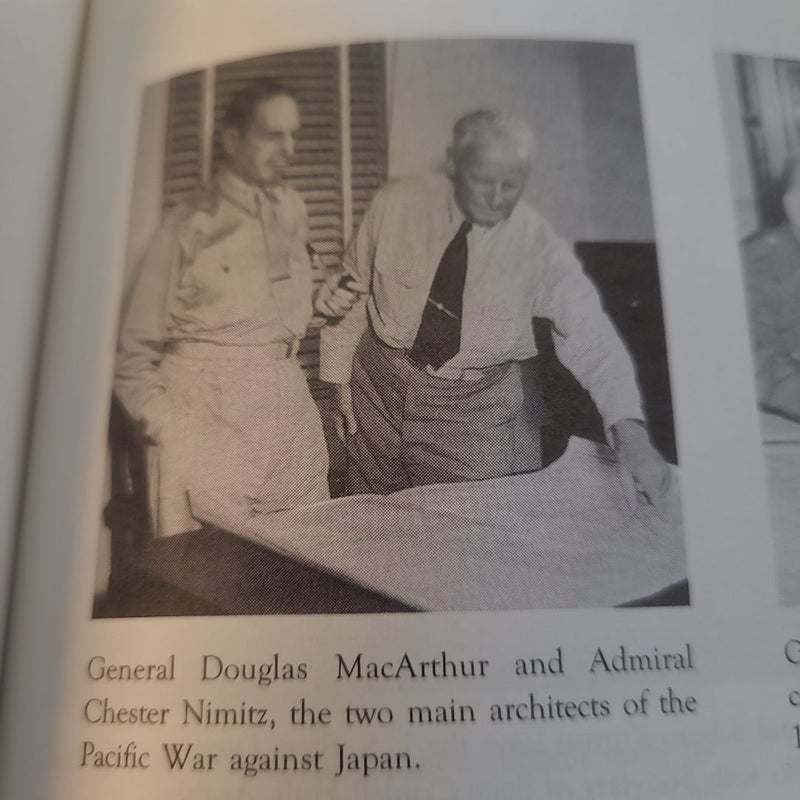 General Douglas MacArthur and Admiral
Chester Nimitz, the two main architects of the
Pacific War against Japan.